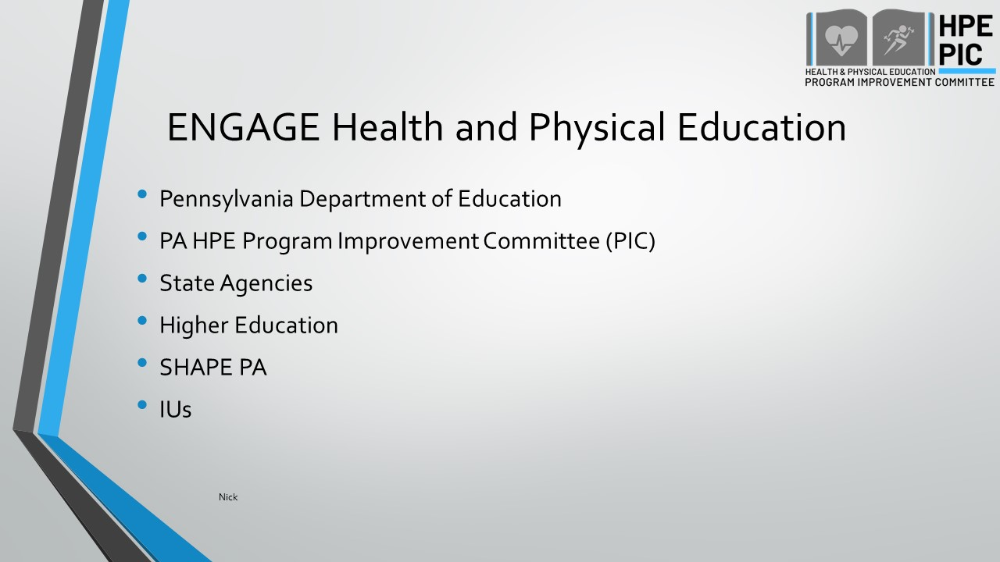 HPE
PIC
HEALTH & PHYSICAL EDUCATION
PROGRAM IMPROVEMENT COMMITTEE
ENGAGE Health and Physical Education
• Pennsylvania Department of Education
• PA HPE Program Improvement Committee (PIC)
• State Agencies
• Higher Education
• SHAPE PA
• IUs
Nick